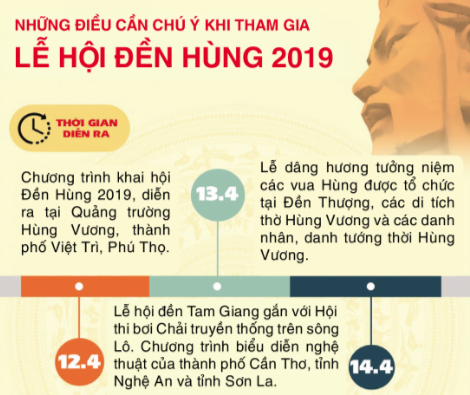 NHỮNG ĐIỀU CẦN CHÚ Ý KHI THAM GIA
LỄ HỘI ĐỀN HÙNG 2019
THỜI GIAN
DIỄN RA
Chương trình khai hội
Đền Hùng 2019, diễn
ra tại Quảng trường
Hùng Vương, thành
phố Việt Trì, Phú Thọ.
13.4
Lễ dâng hương tưởng niệm
các vua Hùng được tổ chức
tại Đền Thượng, các di tích
thờ Hùng Vương và các danh
nhân, danh tướng thời Hùng
Vương.
12.4
Lễ hội đền Tam Giang gắn với Hội
thi bơi Chải truyền thống trên sông
Lô. Chương trình biểu diễn nghệ
thuật của thành phố Cần Thơ, tỉnh
Nghệ An và tỉnh Sơn La.
14.4